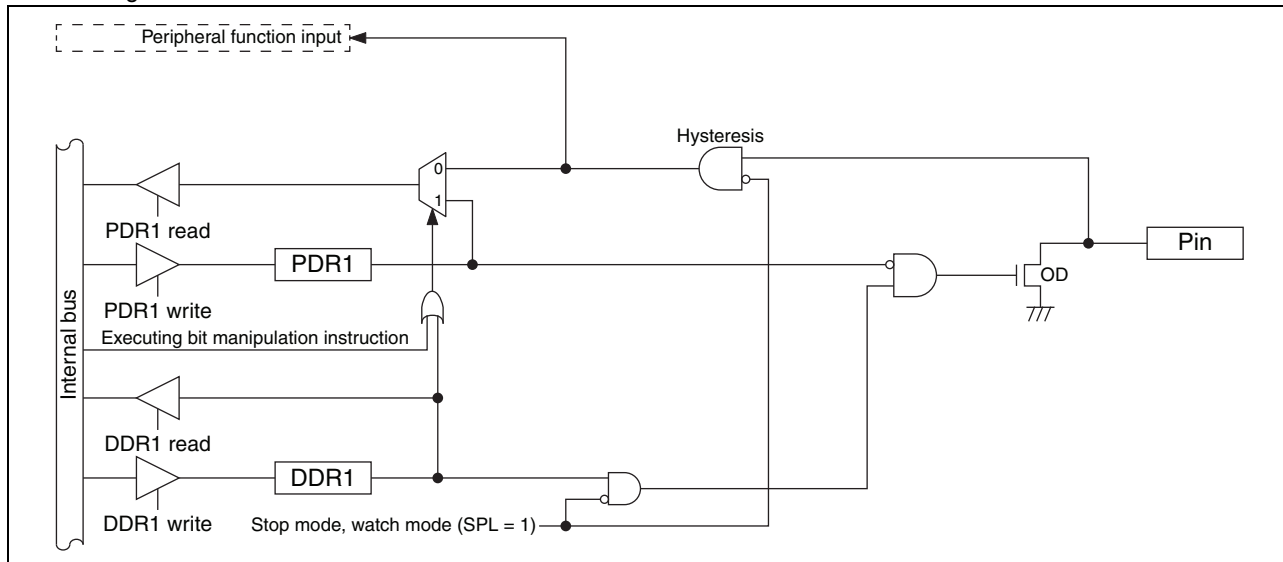 Peripheral function input
Hysteresis
0
1
PDR1 read
Pin
PDR1
OD
PDR1 write
Executing bit manipulation instruction
Internal bus
DDR1 read
DDR1
DDR1 write
Stop mode, watch mode (SPL = 1)